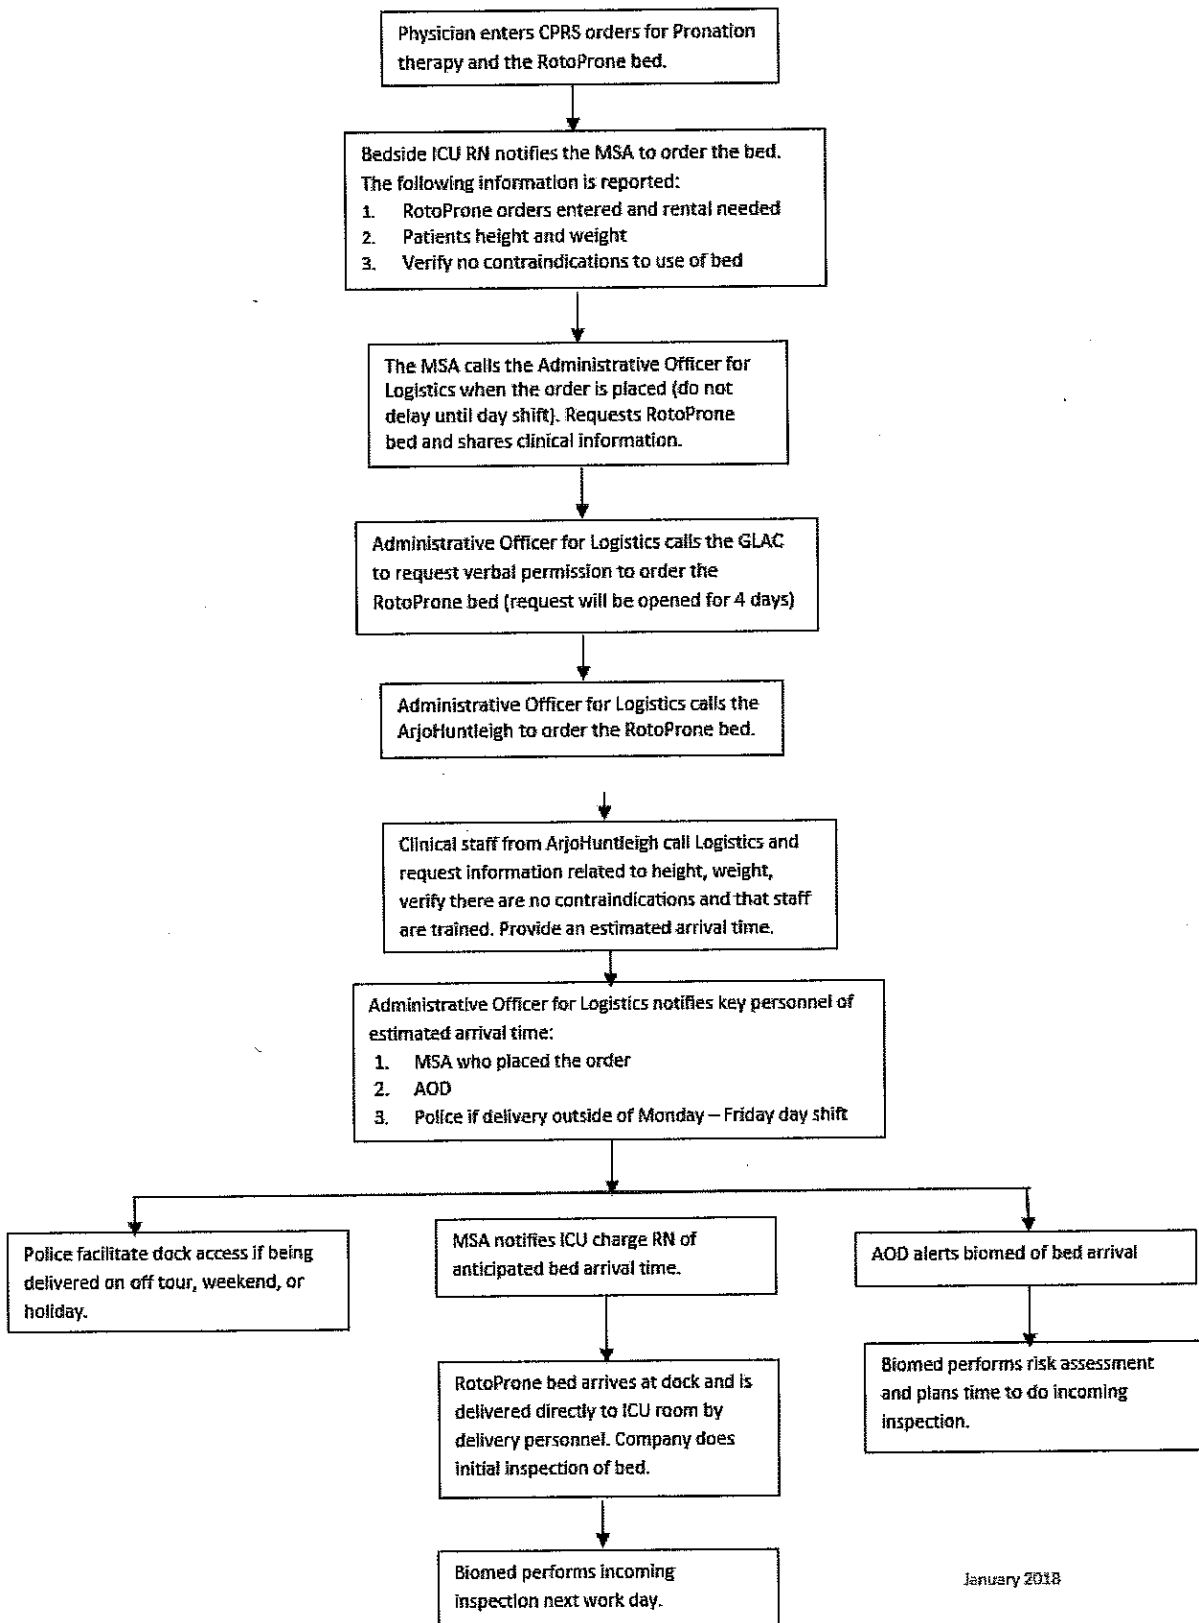 Physician enters CPRS orders for Pronation
therapy and the RotoProne bed.
Bedside ICU RN notifies the MSA to order the bed.
The following information is reported:
1. RotoProne orders entered and rental needed
2. Patients height and weight
3. Verify no contraindications to use of bed
The MSA calls the Administrative Officer for
Logistics when the order is placed (do not
delay until day shift). Requests RotoProne
bed and shares clinical information.
Administrative Officer for Logistics calls the GLAC
to request verbal permission to order the
RotoProne bed (request will be opened for 4 days)
Administrative Officer for Logistics calls the
ArjoHuntleigh to order the RotoProne bed.
Clinical staff from ArjoHuntleigh call Logistics and
request information related to height, weight,
verify there are no contraindications and that staff
are trained. Provide an estimated arrival time.
Administrative Officer for Logistics notifies key personnel of
estimated arrival time:
1. MSA who placed the order
2. AOD
3. Police if delivery outside of Monday – Friday day shift
Police facilitate dock access if being
delivered on off tour, weekend, or
holiday.
MSA notifies ICU charge RN of
anticipated bed arrival time.
RotoProne bed arrives at dock and is
delivered directly to ICU room by
delivery personnel. Company does
initial inspection of bed.
Biomed performs incoming
inspection next work day.
AOD alerts biomed of bed arrival
Biomed performs risk assessment
and plans time to do incoming
inspection.
January 2018